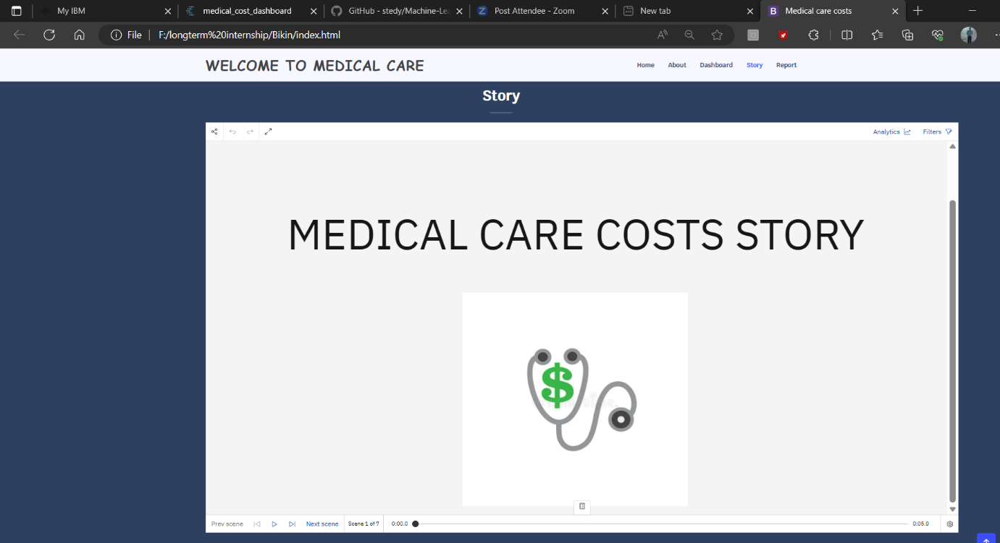 My IBM
medical_cost_dashboard
GitHub - stedy/Machine-Le
Post Attendee - Zoom
New tab
B Medical care costs
File F:/longterm%20internship/Bikin/index.html
WELCOME TO MEDICAL CARE
Home About Dashboard Story Report
Story
Analytics Filters
MEDICAL CARE COSTS STORY
$
Prev scene Next scene Scene 1 of 7 0:00.0 0:05.0